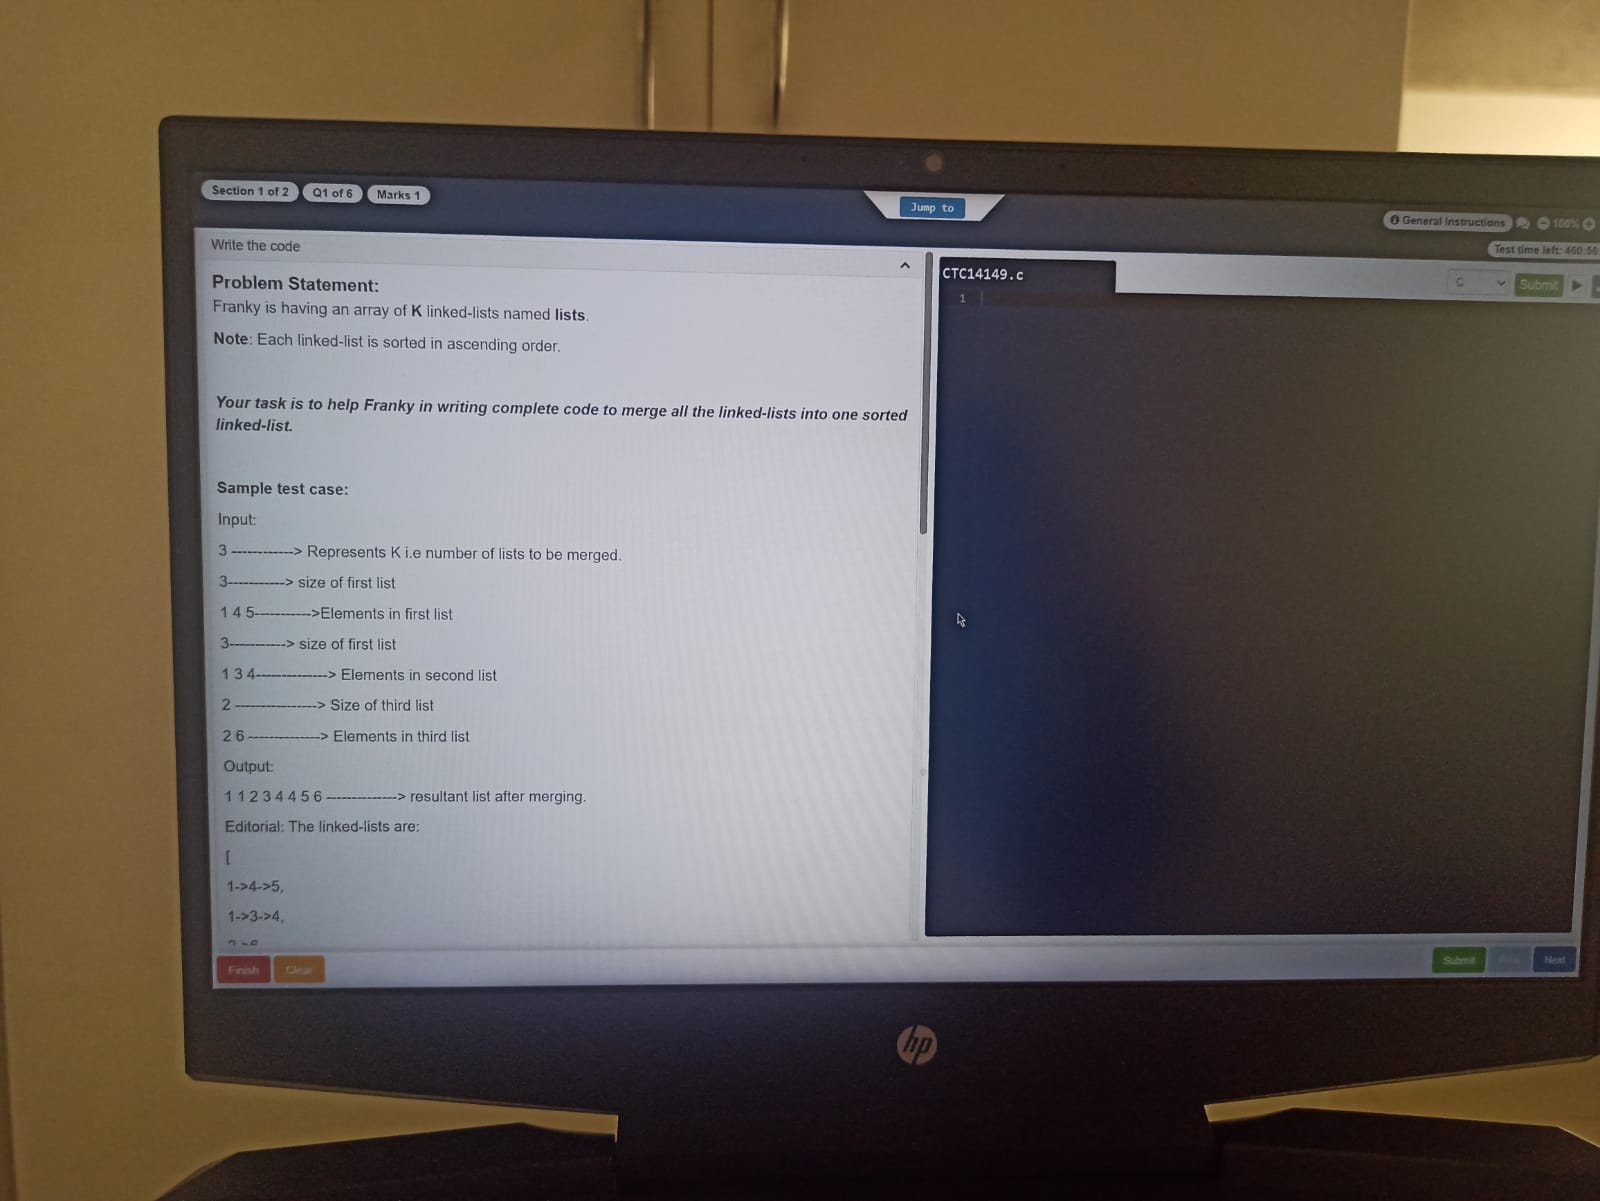 Section 1 of 2 Q1 of 6 Marks 1
Jump to
General Instructions 100%
Test time left: 460:56
Write the code
CTC14149.c
C Submit
1
Problem Statement:
Franky is having an array of K linked-lists named lists.
Note: Each linked-list is sorted in ascending order.
Your task is to help Franky in writing complete code to merge all the linked-lists into one sorted
linked-list.
Sample test case:
Input:
3 ------------> Represents K i.e number of lists to be merged.
3-----------> size of first list
1 4 5----------->Elements in first list
3-----------> size of first list
1 3 4--------------> Elements in second list
2 ----------------> Size of third list
2 6 --------------> Elements in third list
Output:
1 1 2 3 4 4 5 6 --------------> resultant list after merging.
Editorial: The linked-lists are:
[
1->4->5,
1->3->4,
Finish Clear
Submit Next
hp